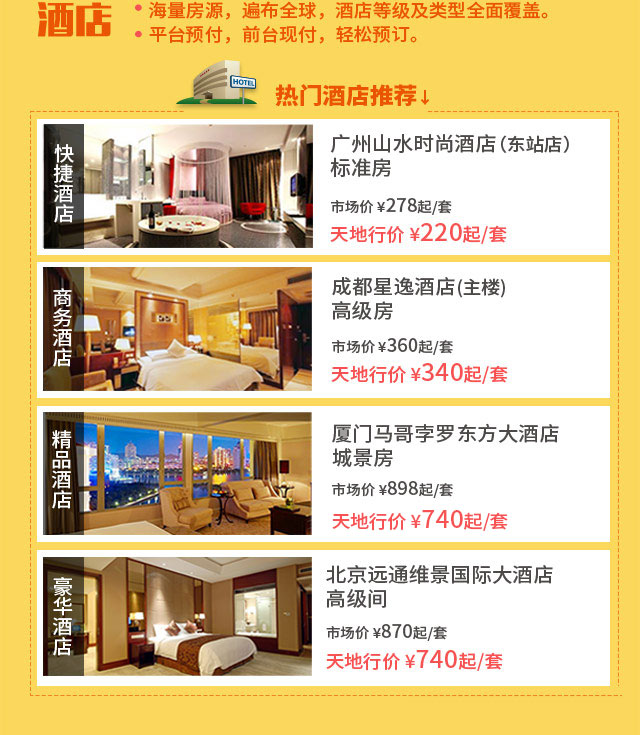 酒店
海量房源，遍布全球，酒店等级及类型全面覆盖。
平台预付，前台现付，轻松预订。
HOTEL
热门酒店推荐↓
快捷酒店
广州山水时尚酒店（东站店）
标准房
市场价 ¥278起/套
天地行价 ¥220起/套
商务酒店
成都星逸酒店(主楼)
高级房
市场价 ¥360起/套
天地行价 ¥340起/套
精品酒店
厦门马哥孛罗东方大酒店
城景房
市场价 ¥898起/套
天地行价 ¥740起/套
豪华酒店
北京远通维景国际大酒店
高级间
市场价 ¥870起/套
天地行价 ¥740起/套